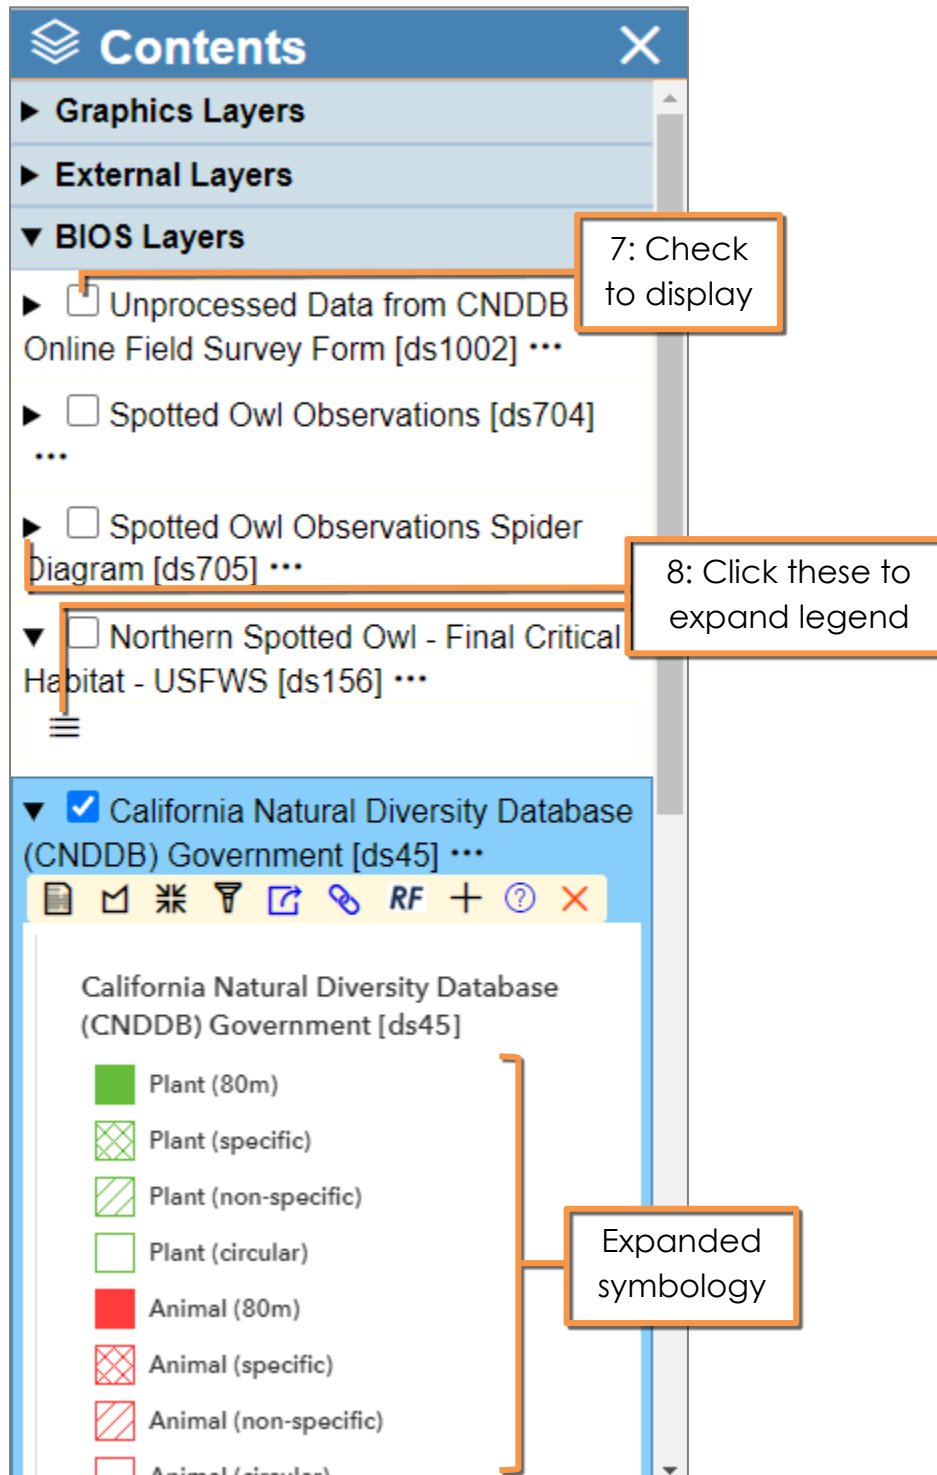 Contents
Graphics Layers
External Layers
BIOS Layers
7: Check
to display
Unprocessed Data from CNDDB
Online Field Survey Form [ds1002] •••
Spotted Owl Observations [ds704]
•••
Spotted Owl Observations Spider
Diagram [ds705] •••
8: Click these to
expand legend
Northern Spotted Owl - Final Critical
Habitat - USFWS [ds156] •••
California Natural Diversity Database
(CNDDB) Government [ds45] •••
RF
California Natural Diversity Database
(CNDDB) Government [ds45]
Plant (80m)
Plant (specific)
Plant (non-specific)
Plant (circular)
Expanded
symbology
Animal (80m)
Animal (specific)
Animal (non-specific)
Animal (circular)